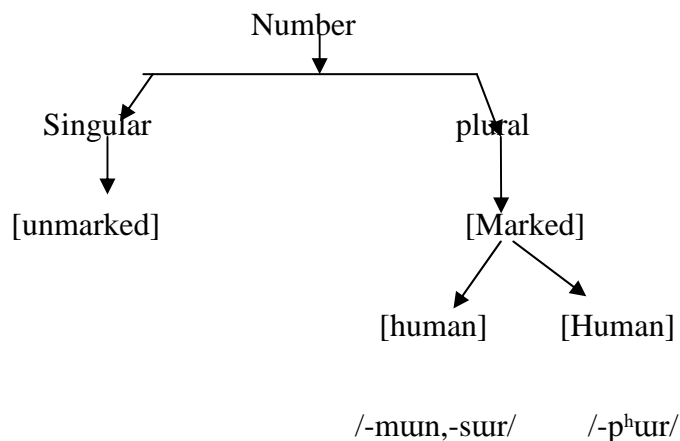 Number
Singular plural
[unmarked] [Marked]
[human] [Human]
/-mɯn,-sɯr/ /-pʰɯr/